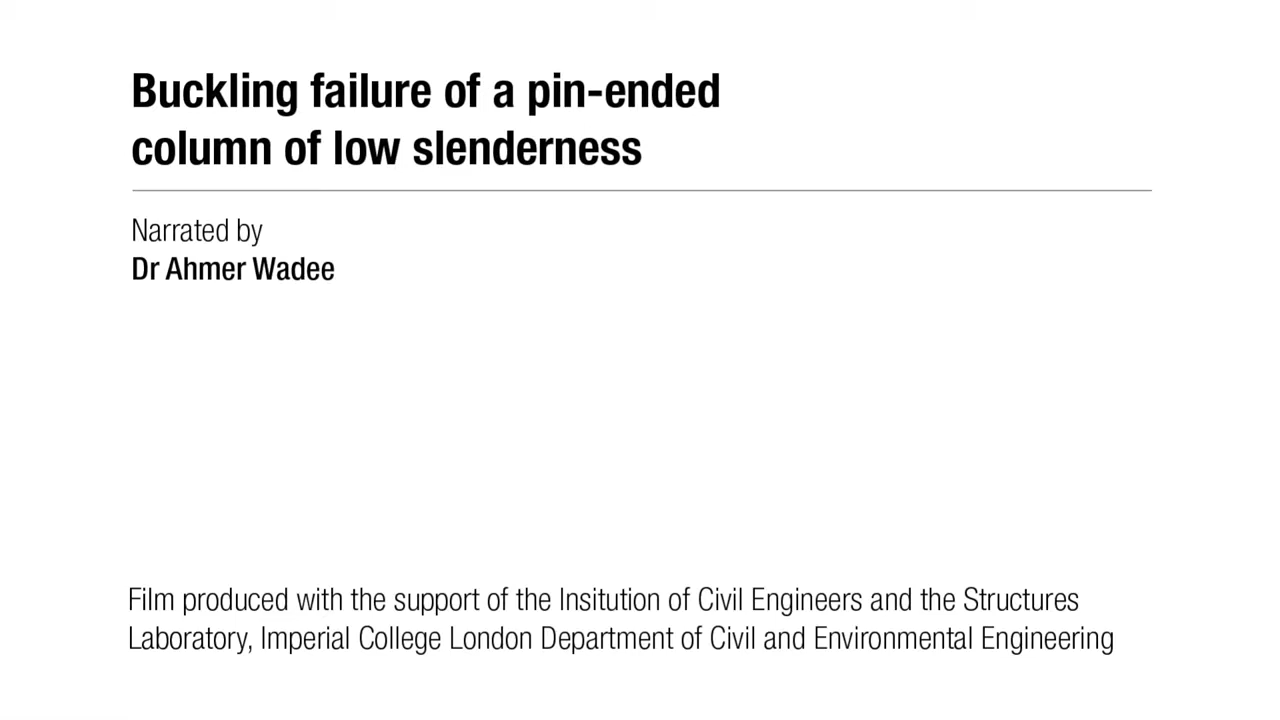 Buckling failure of a pin-ended
column of low slenderness
Narrated by
Dr Ahmer Wadee
Film produced with the support of the Insitution of Civil Engineers and the Structures
Laboratory, Imperial College London Department of Civil and Environmental Engineering